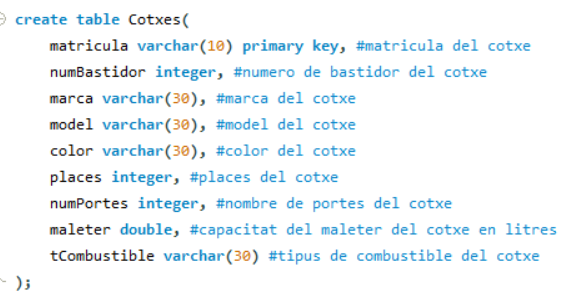 create table Cotxes(
matricula varchar(10) primary key, #matricula del cotxe
numBastidor integer, #numero de bastidor del cotxe
marca varchar(30), #marca del cotxe
model varchar(30), #model del cotxe
color varchar(30), #color del cotxe
places integer, #places del cotxe
numPortes integer, #nombre de portes del cotxe
maleter double, #capacitat del maleter del cotxe en litres
tCombustible varchar(30) #tipus de combustible del cotxe
);